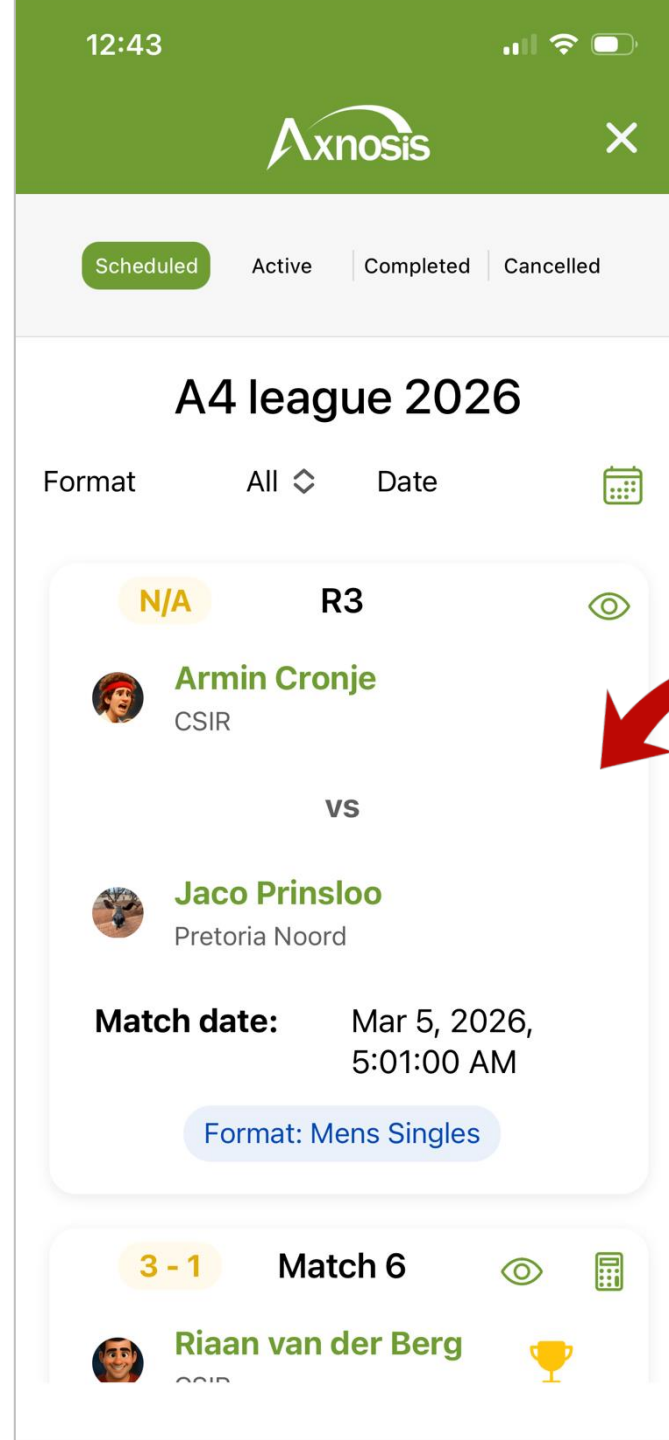 12:43
Axnosis
Scheduled Active Completed Cancelled
A4 league 2026
Format All Date
N/A R3
Armin Cronje
CSIR
vs
Jaco Prinsloo
Pretoria Noord
Match date: Mar 5, 2026,
5:01:00 AM
Format: Mens Singles
3 - 1 Match 6
Riaan van der Berg